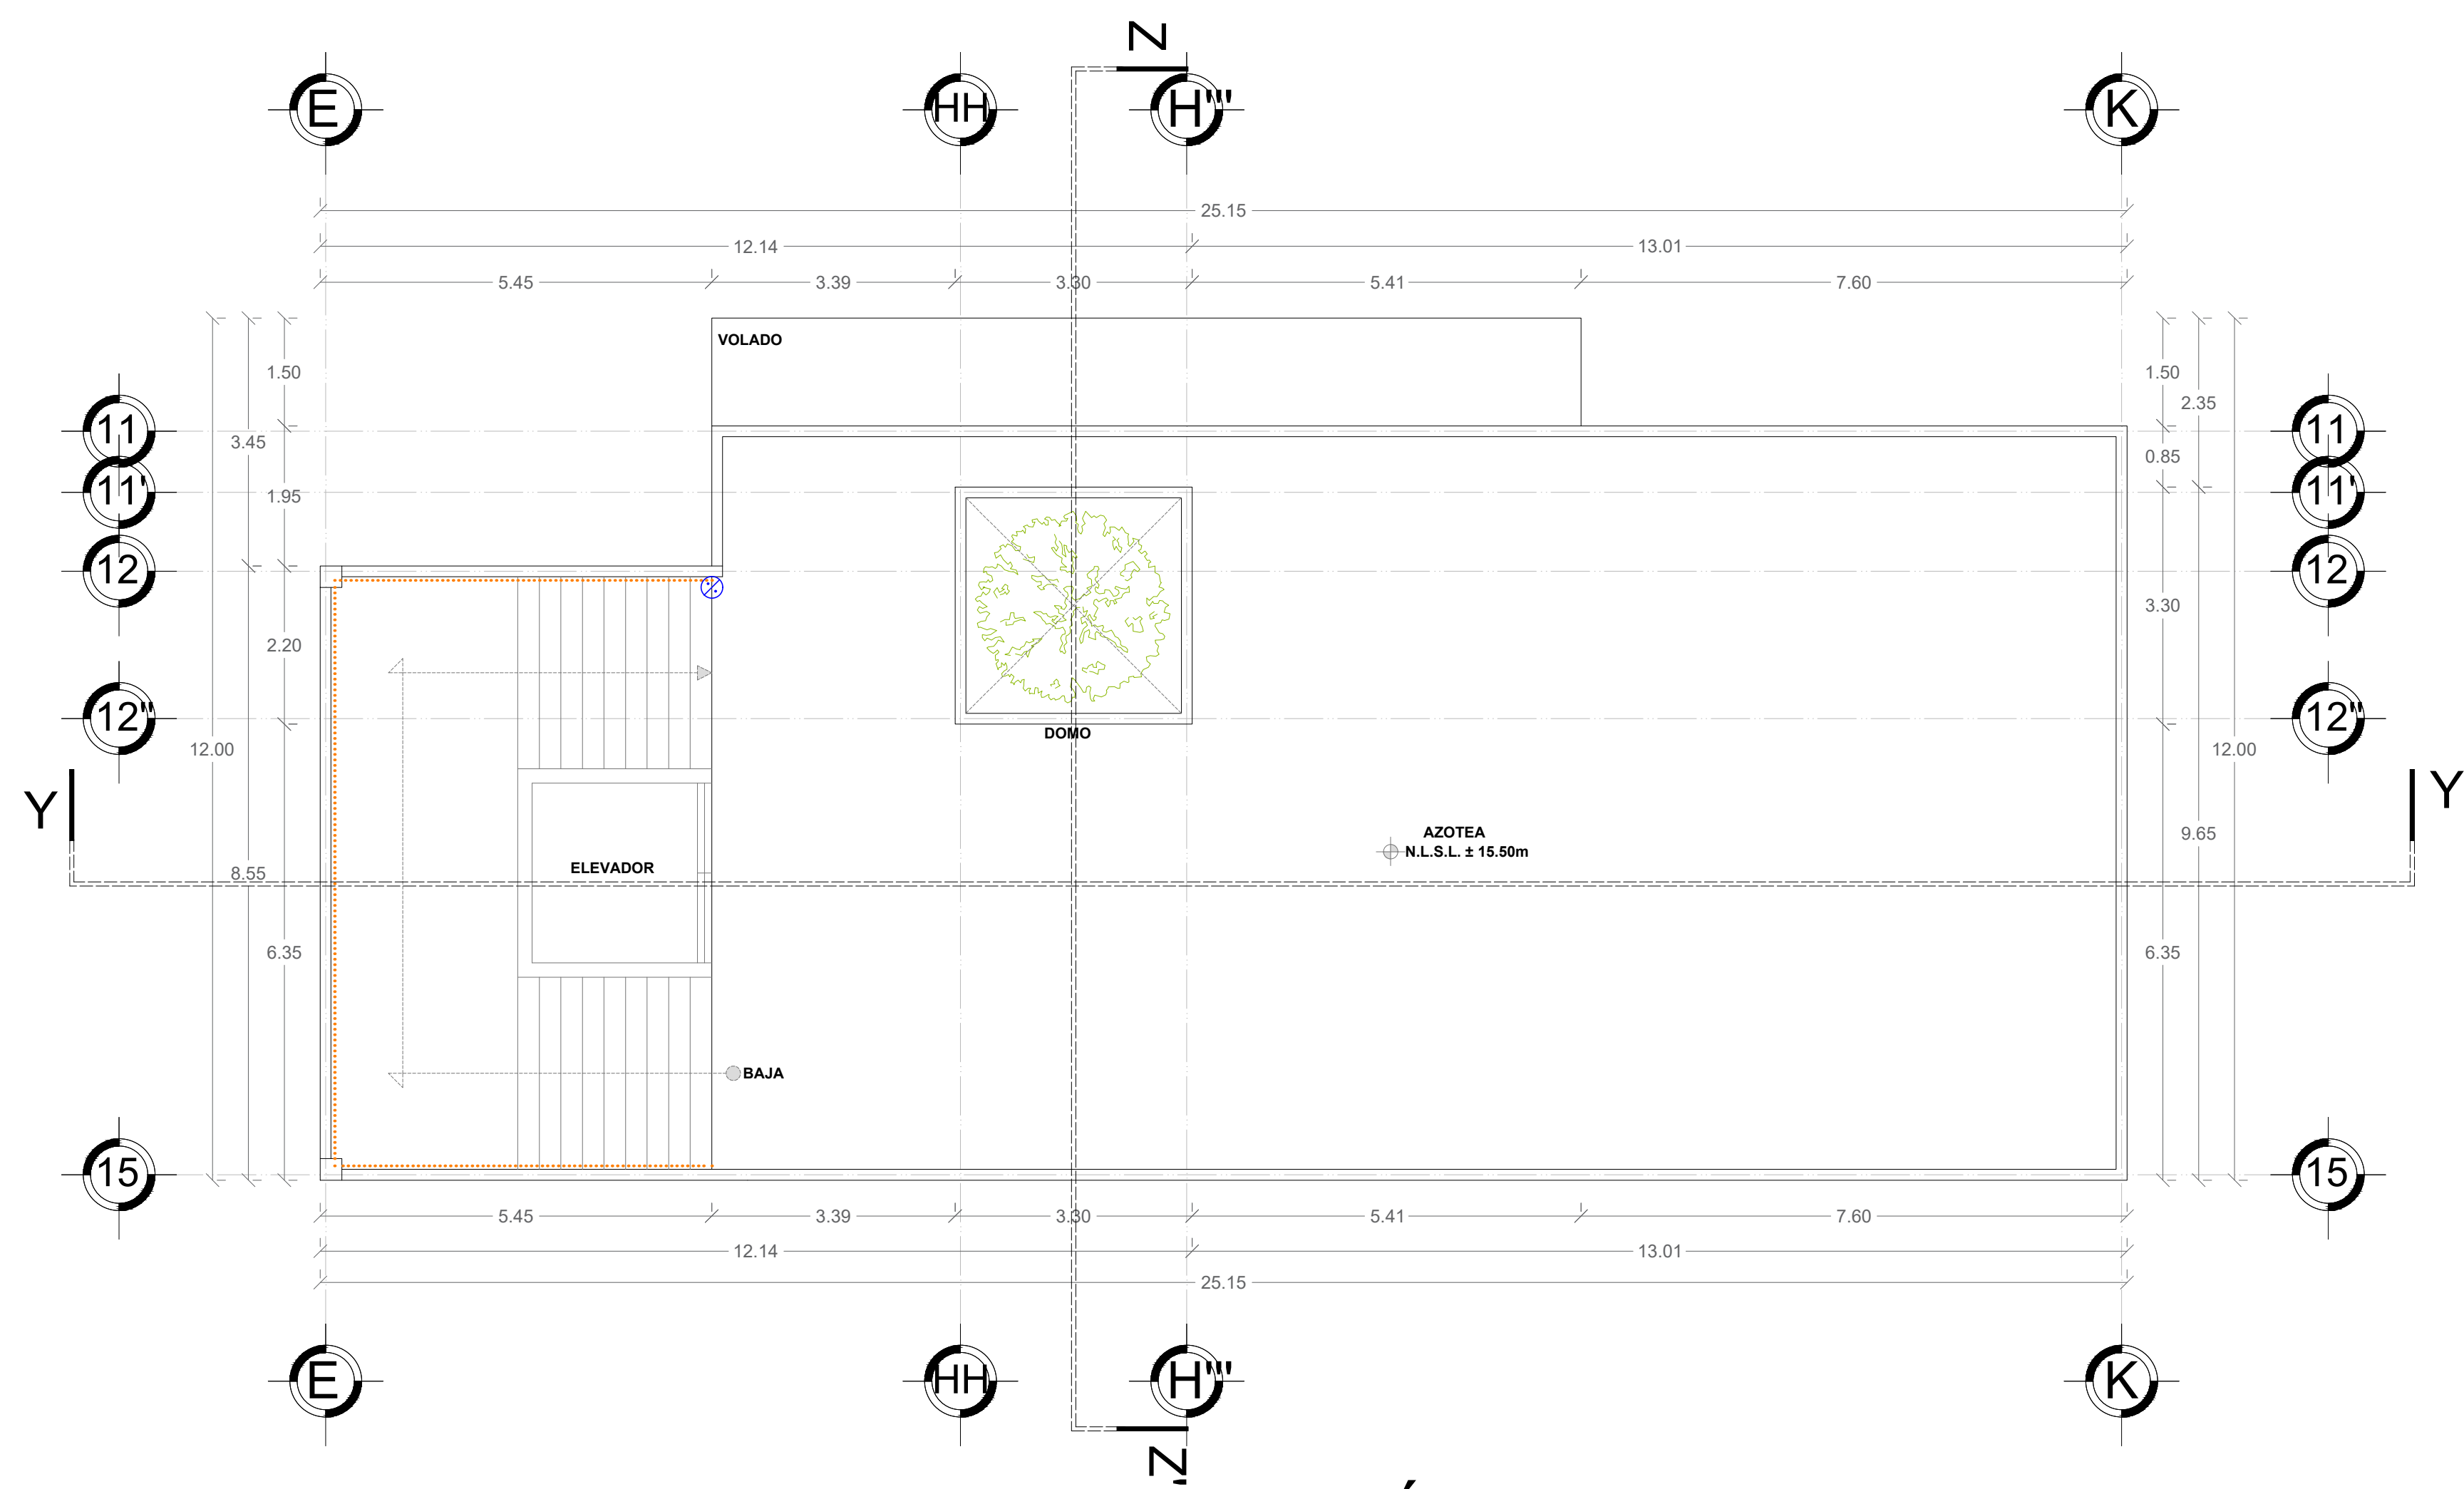 N
E HH H''' K
25.15
12.14 13.01
5.45 3.39 3.30 5.41 7.60
VOLADO
1.50 1.50
2.35
11 11
3.45
0.85
11' 11'
1.95
12 12
3.30
2.20
12" 12"
DOMO
12.00 12.00
Y Y
AZOTEA
9.65
N.L.S.L. ± 15.50m
ELEVADOR
8.55
6.35 6.35
BAJA
15 15
5.45 3.39 3.30 5.41 7.60
12.14 13.01
25.15
E HH H''' K
N